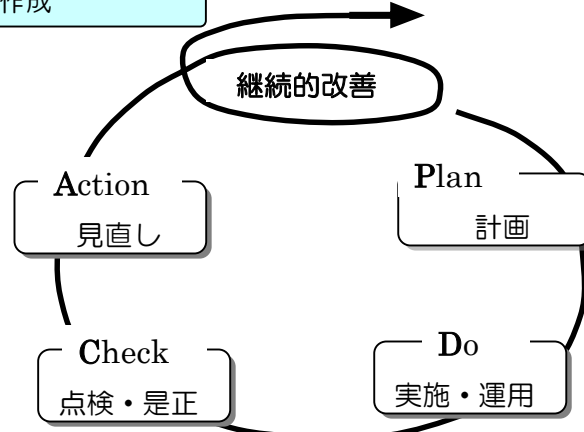 作成
継続的改善
Action
見直し
Plan
計画
Check
点検・是正
Do
実施・運用